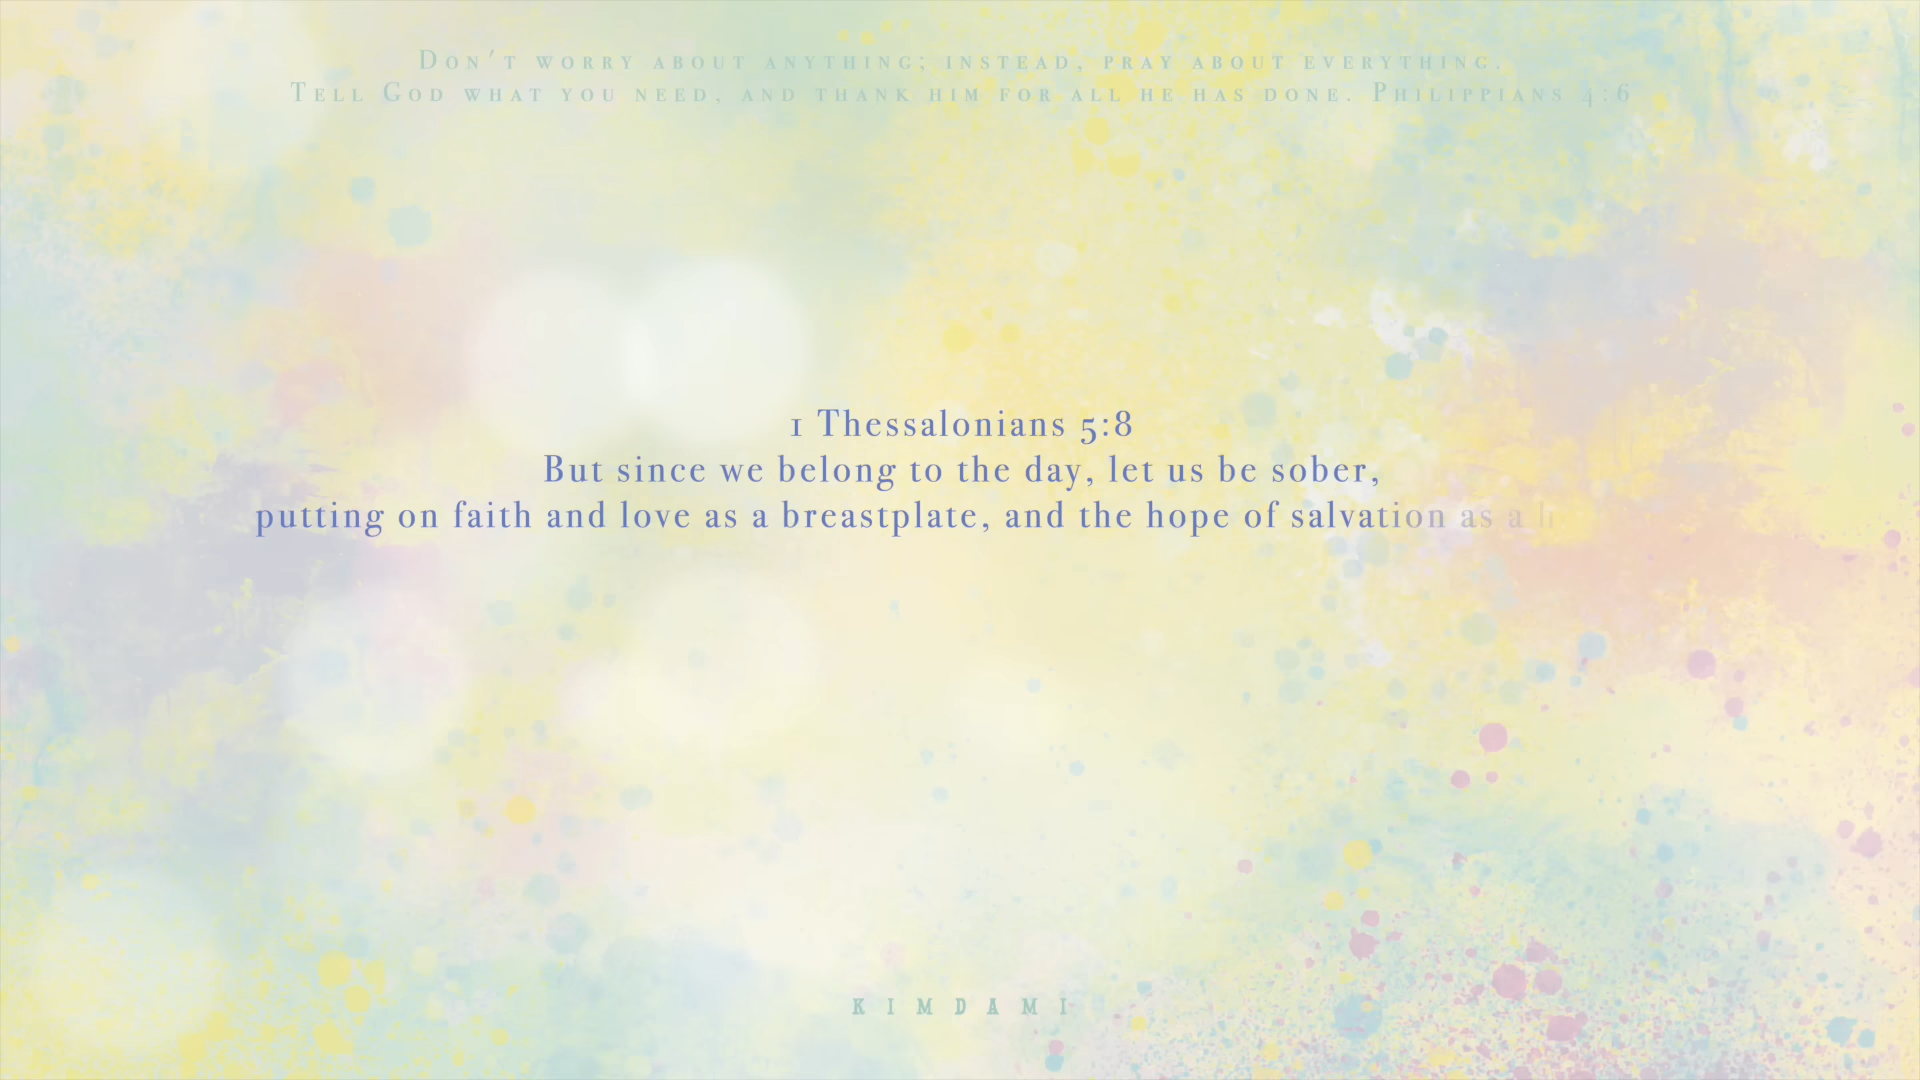 Don't worry about anything; instead, pray about everything.
Tell God what you need, and thank him for all he has done. Philippians 4:6
1 Thessalonians 5:8
But since we belong to the day, let us be sober,
putting on faith and love as a breastplate, and the hope of salvation as a
KIMDAMI